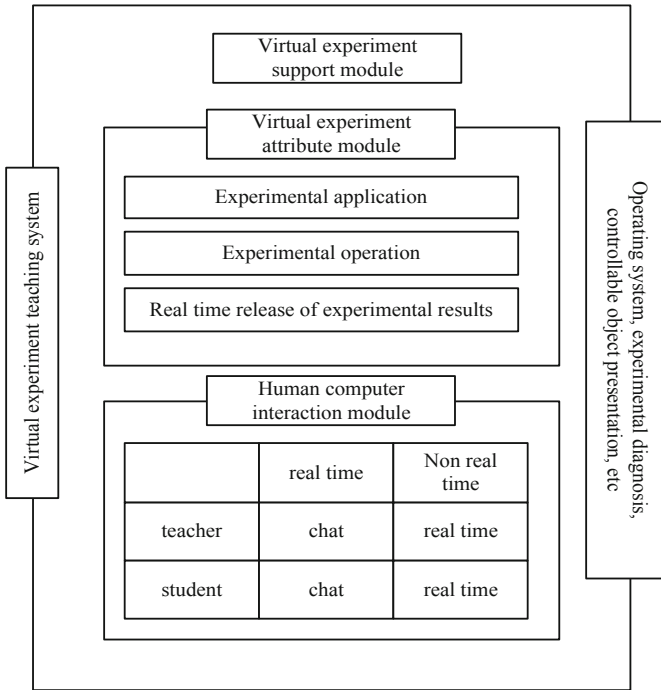 Virtual experiment
support module
Virtual experiment
attribute module
Experimental application
Experimental operation
Real time release of experimental results
Human computer
interaction module
real time
Non real
time
teacher
chat
real time
student
chat
real time
Virtual experiment teaching system
Operating system, experimental diagnosis,
controllable object presentation, etc